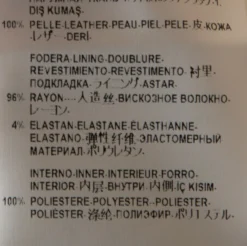 DIŞ KUMAŞ
100% PELLE-LEATHER-PEAU-PIEL-PELE-皮-КОЖА
レザー-DERİ-
FODERA-LINING-DOUBLURE-
REVESTIMENTO-REVESTIMENTO-衬里-
ПОДКЛАДКА-ライニング-ASTAR-
96% RAYON---人造丝-ВИСКОЗНОЕ ВОЛОКНО-
レーヨン-
4% ELASTAN-ELASTANE-ÉLASTHANNE-
ELASTANO-弹性纤维-ЭЛАСТОМЕРНЫЙ
МАТЕРИАЛ-ポリウレタン-
INTERNO-INNER-INTERIEUR-FORRO-
INTERIOR-内层-ВНУТРИ-内側-İÇ KISIM-
100% POLIESTERE-POLYESTER-POLIESTER-
POLIÉSTER-涤纶-ПОЛИЭФИР-ポリエステル-